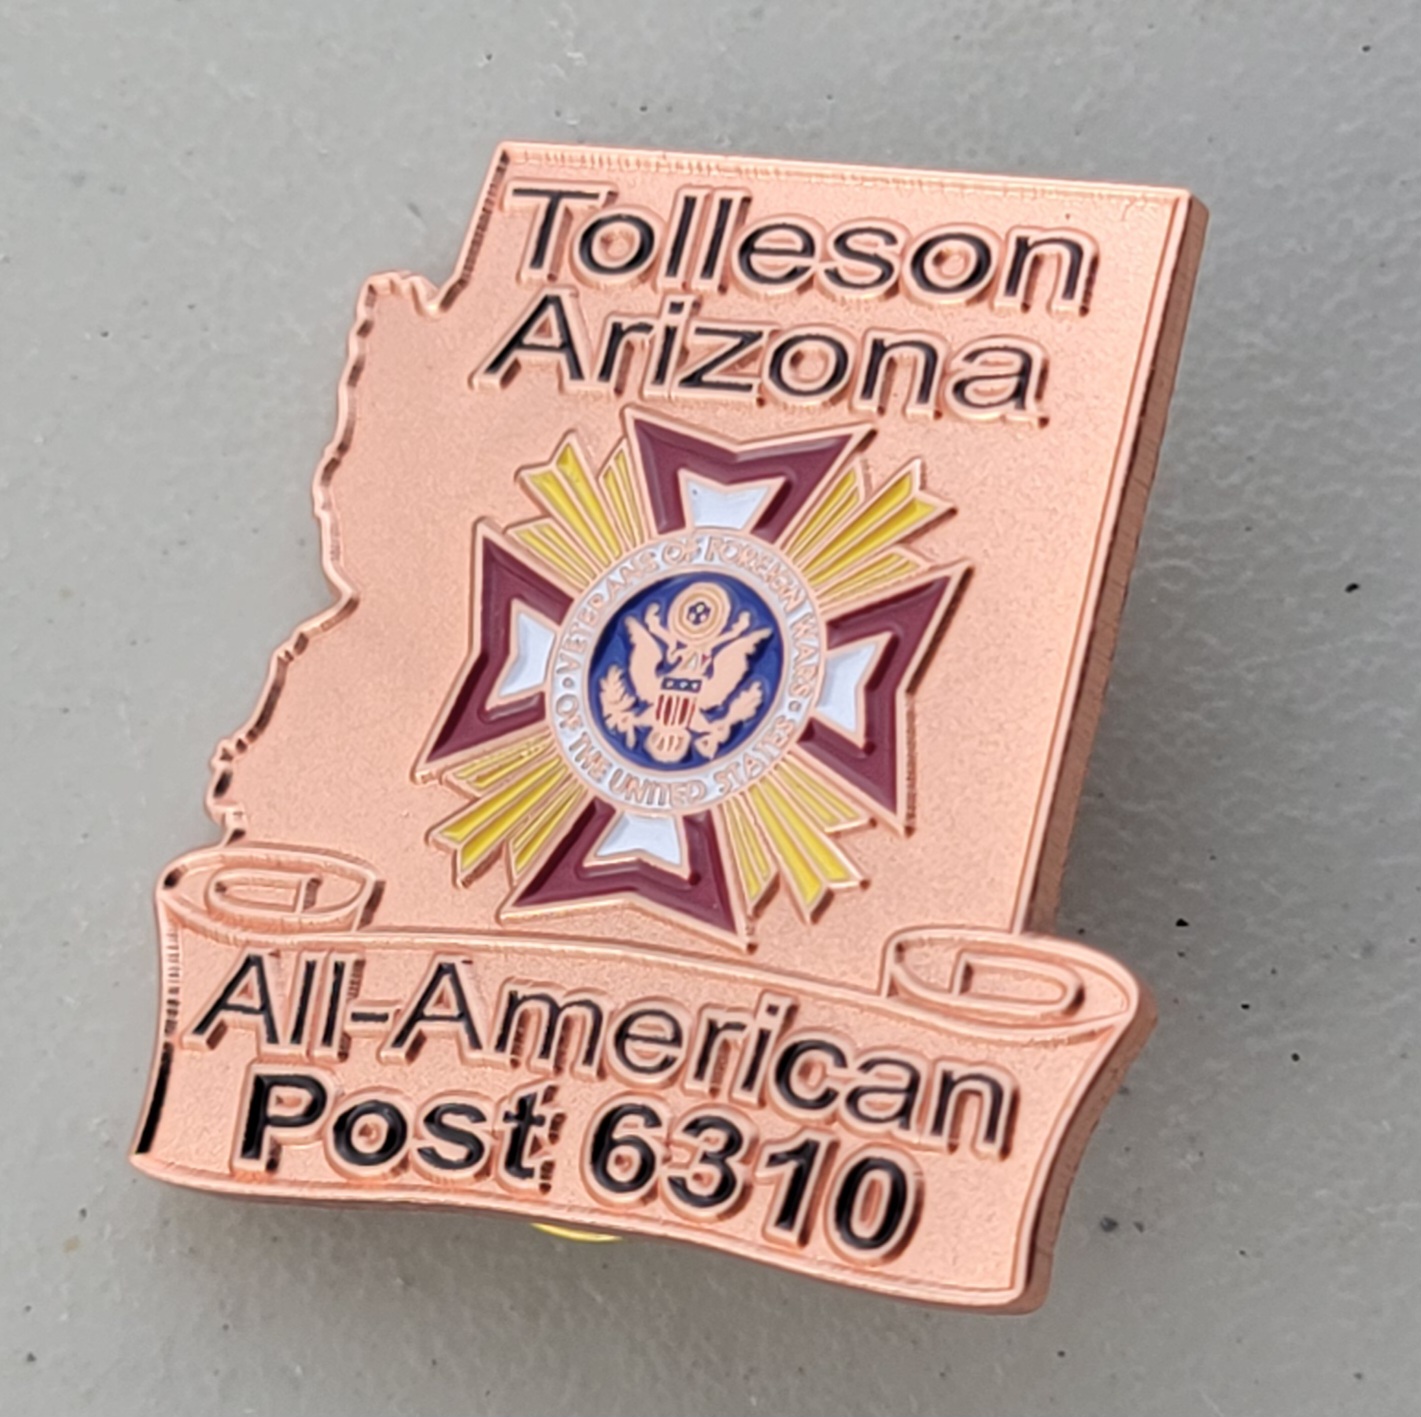 Tolleson
Arizona
VETERANS OF FOREIGN WARS
OF THE UNITED STATES
All-American
Post 6310